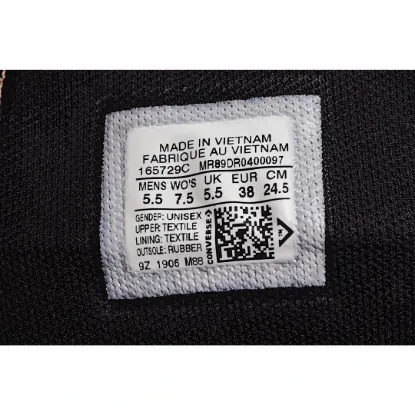 MADE IN VIETNAM
FABRIQUE AU VIETNAM
165729C MR89DR0400097
MENS WO'S UK EUR CM
5.5 7.5 5.5 38 24.5
GENDER: UNISEX
UPPER: TEXTILE
LINING: TEXTILE
OUTSOLE: RUBBER
9Z 1906 M88
CONVERSE